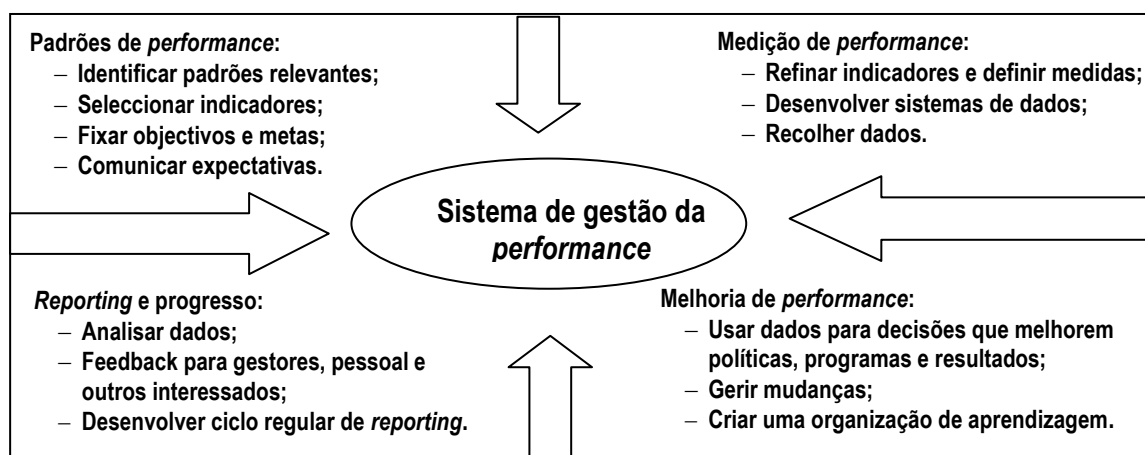 Padrões de performance:
– Identificar padrões relevantes;
– Seleccionar indicadores;
– Fixar objectivos e metas;
– Comunicar expectativas.
Medição de performance:
– Refinar indicadores e definir medidas;
– Desenvolver sistemas de dados;
– Recolher dados.
Sistema de gestão da
performance
Reporting e progresso:
– Analisar dados;
– Feedback para gestores, pessoal e
outros interessados;
– Desenvolver ciclo regular de reporting.
Melhoria de performance:
– Usar dados para decisões que melhorem
políticas, programas e resultados;
– Gerir mudanças;
– Criar uma organização de aprendizagem.